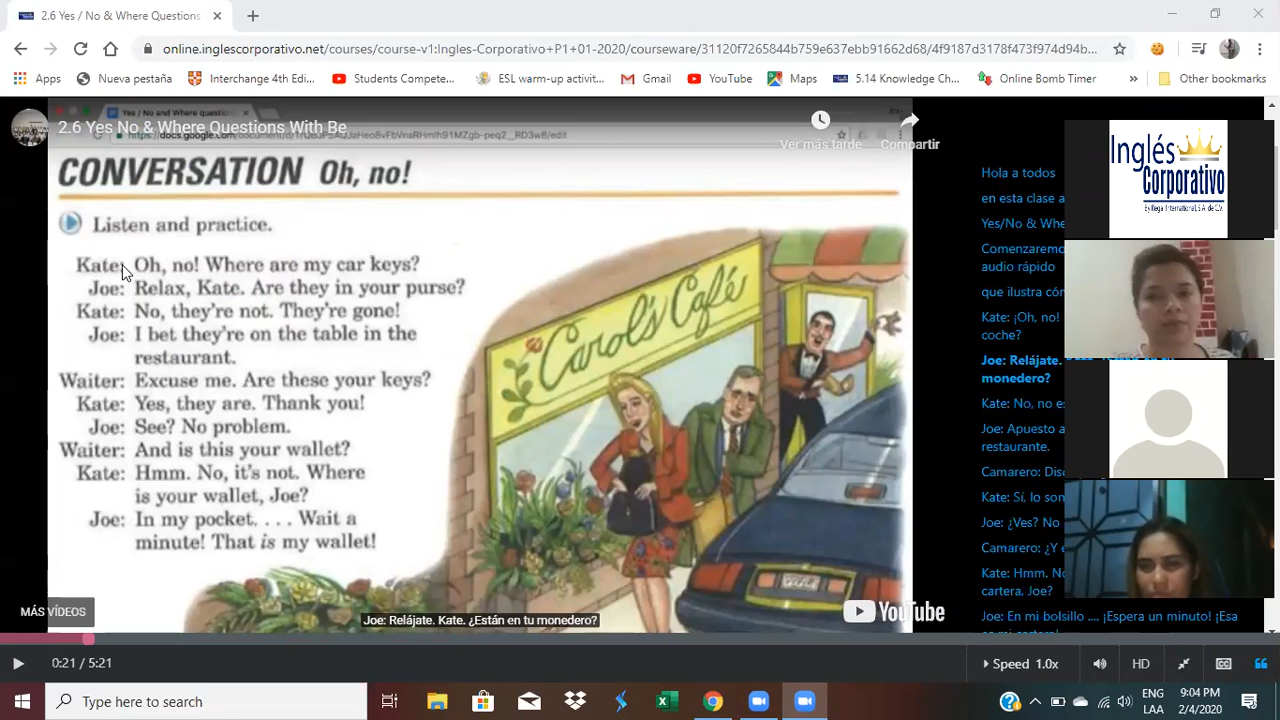 2.6 Yes / No & Where Questions
online.inglescorporativo.net/courses/course-v1:Ingles-Corporativo+P1+01-2020/courseware/31120f7265844b759e637ebb91662d68/4f9187d3178f473f974d94b...
Apps
Nueva pestaña
Interchange 4th Edi...
Students Compete...
ESL warm-up activit...
Gmail
YouTube
Maps
5.14 Knowledge Ch...
Online Bomb Timer
»
Other bookmarks
Yes / No and Where question
2.6 Yes No & Where Questions With Be
Ver más tarde
Compartir
CONVERSATION Oh, no!
Listen and practice.
Kate: Oh, no! Where are my car keys?
Joe: Relax, Kate. Are they in your purse?
Kate: No, they're not. They're gone!
Joe: I bet they're on the table in the
restaurant.
Waiter: Excuse me. Are these your keys?
Kate: Yes, they are. Thank you!
Joe: See? No problem.
Waiter: And is this your wallet?
Kate: Hmm. No, it's not. Where
is your wallet, Joe?
Joe: In my pocket. . . . Wait a
minute! That is my wallet!
Carol's Café
MÁS VÍDEOS
YouTube
Joe: Relájate. Kate. ¿Están en tu monedero?
Hola a todos
en esta clase a
Yes/No & Whe
Comenzaremo
audio rápido
que ilustra cóm
Kate: ¡Oh, no!
coche?
Joe: Relájate.
monedero?
Kate: No, no e
Joe: Apuesto a
restaurante.
Camarero: Disc
Kate: Sí, lo son
Joe: ¿Ves? No
Camarero: ¿Y e
Kate: Hmm. No
cartera, Joe?
Joe: En mi bolsillo .... ¡Espera un minuto! ¡Esa
Inglés
Corporativo
0:21 / 5:21
Speed 1.0x
HD
Type here to search
ENG
LAA
9:04 PM
2/4/2020